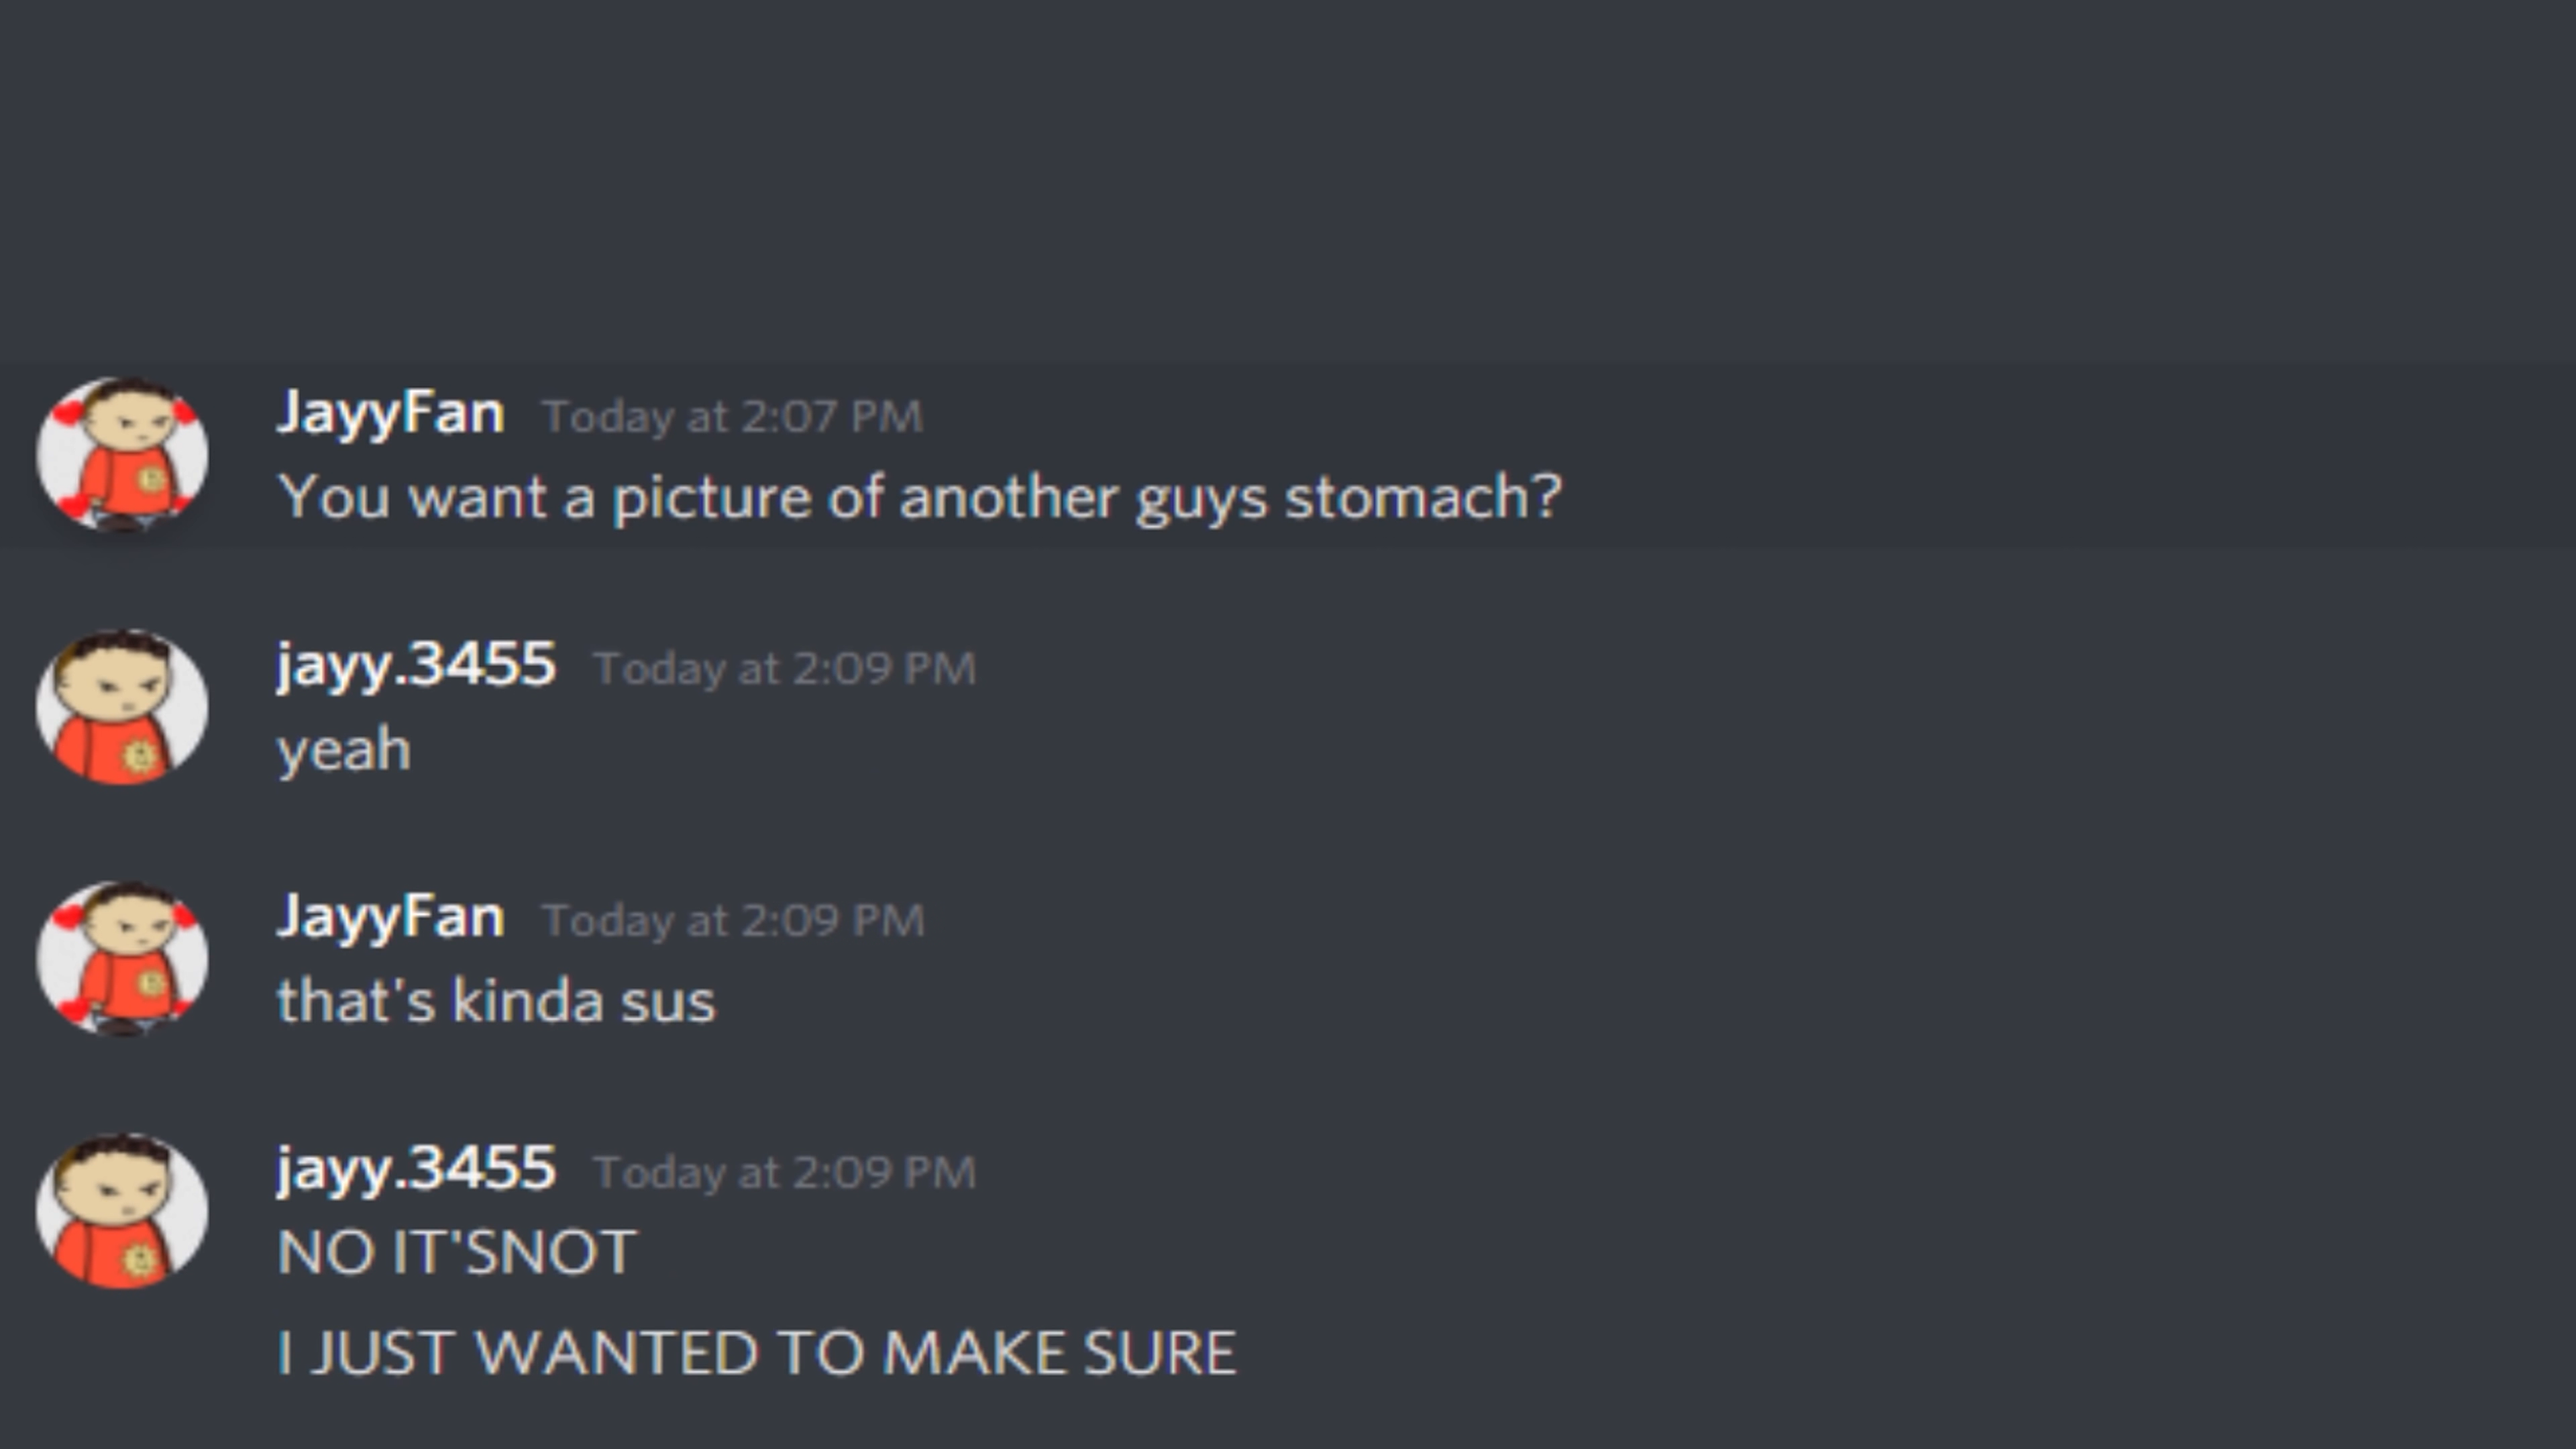 JayyFan Today at 2:07 PM
You want a picture of another guys stomach?
jayy.3455 Today at 2:09 PM
yeah
JayyFan Today at 2:09 PM
that's kinda sus
jayy.3455 Today at 2:09 PM
NO IT'SNOT
I JUST WANTED TO MAKE SURE